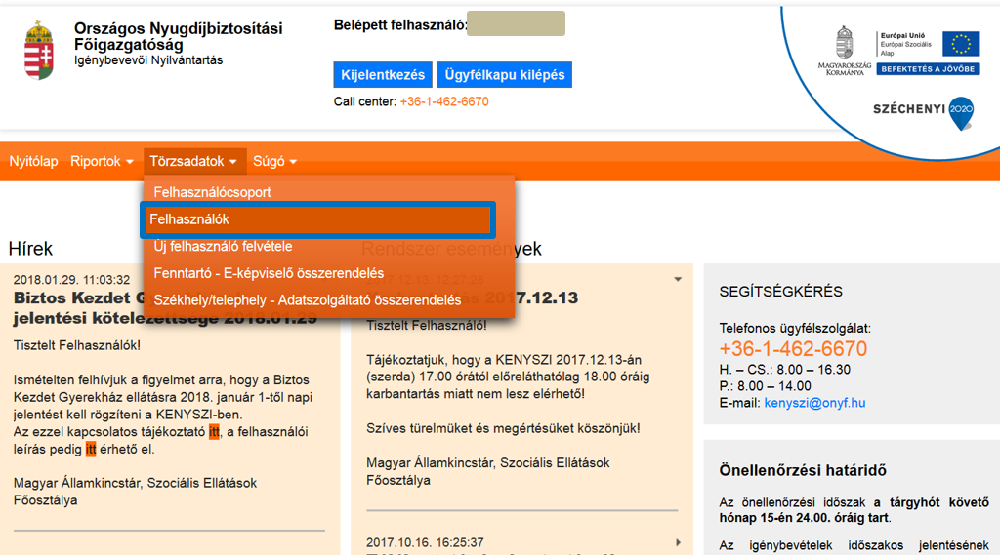 Országos Nyugdíjbiztosítási
Főigazgatóság
Igénybevevői Nyilvántartás
Belépett felhasználó:
Kijelentkezés
Ügyfélkapu kilépés
Call center: +36-1-462-6670
Magyarország
Kormánya
Európai Unió
Európai Szociális
Alap
BEFEKTETÉS A JÖVŐBE
SZÉCHENYI 2020
Nyitólap Riportok Törzsadatok Súgó
Felhasználócsoport
Felhasználók
Új felhasználó felvétele
Fenntartó - E-képviselő összerendelés
Székhely/telephely - Adatszolgáltató összerendelés
Hírek
2018.01.29. 11:03:32
Biztos Kezdet
jelentési kötelezettsége 2018.01.29
Tisztelt Felhasználók!
Ismételten felhívjuk a figyelmet arra, hogy a Biztos
Kezdet Gyerekház ellátásra 2018. január 1-től napi
jelentést kell rögzíteni a KENYSZI-ben.
Az ezzel kapcsolatos tájékoztató itt, a felhasználói
leírás pedig itt érhető el.
Magyar Államkincstár, Szociális Ellátások
Főosztálya
Rendszer események
2017.12.13. 12:27:28
2017.12.13
Tisztelt Felhasználó!
Tájékoztatjuk, hogy a KENYSZI 2017.12.13-án
(szerda) 17.00 órától előreláthatólag 18.00 óráig
karbantartás miatt nem lesz elérhető!
Szíves türelmüket és megértésüket köszönjük!
Magyar Államkincstár, Szociális Ellátások
Főosztálya
2017.10.16. 16:25:37
SEGÍTSÉGKÉRÉS
Telefonos ügyfélszolgálat:
+36-1-462-6670
H. – CS.: 8.00 – 16.30
P.: 8.00 – 14.00
E-mail: kenyszi@onyf.hu
Önellenőrzési határidő
Az önellenőrzési időszak a tárgyhót követő
hónap 15-én 24.00. óráig tart.
Az igénybevételek időszakos jelentésének